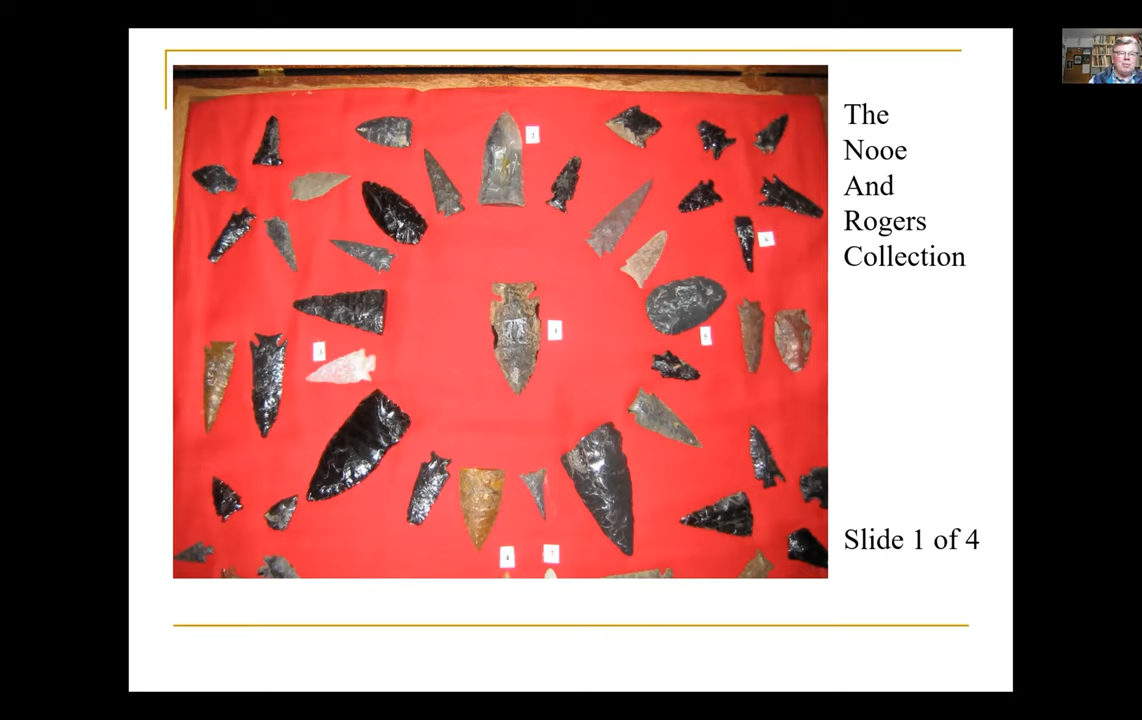 The
Nooe
And
Rogers
Collection
Slide 1 of 4